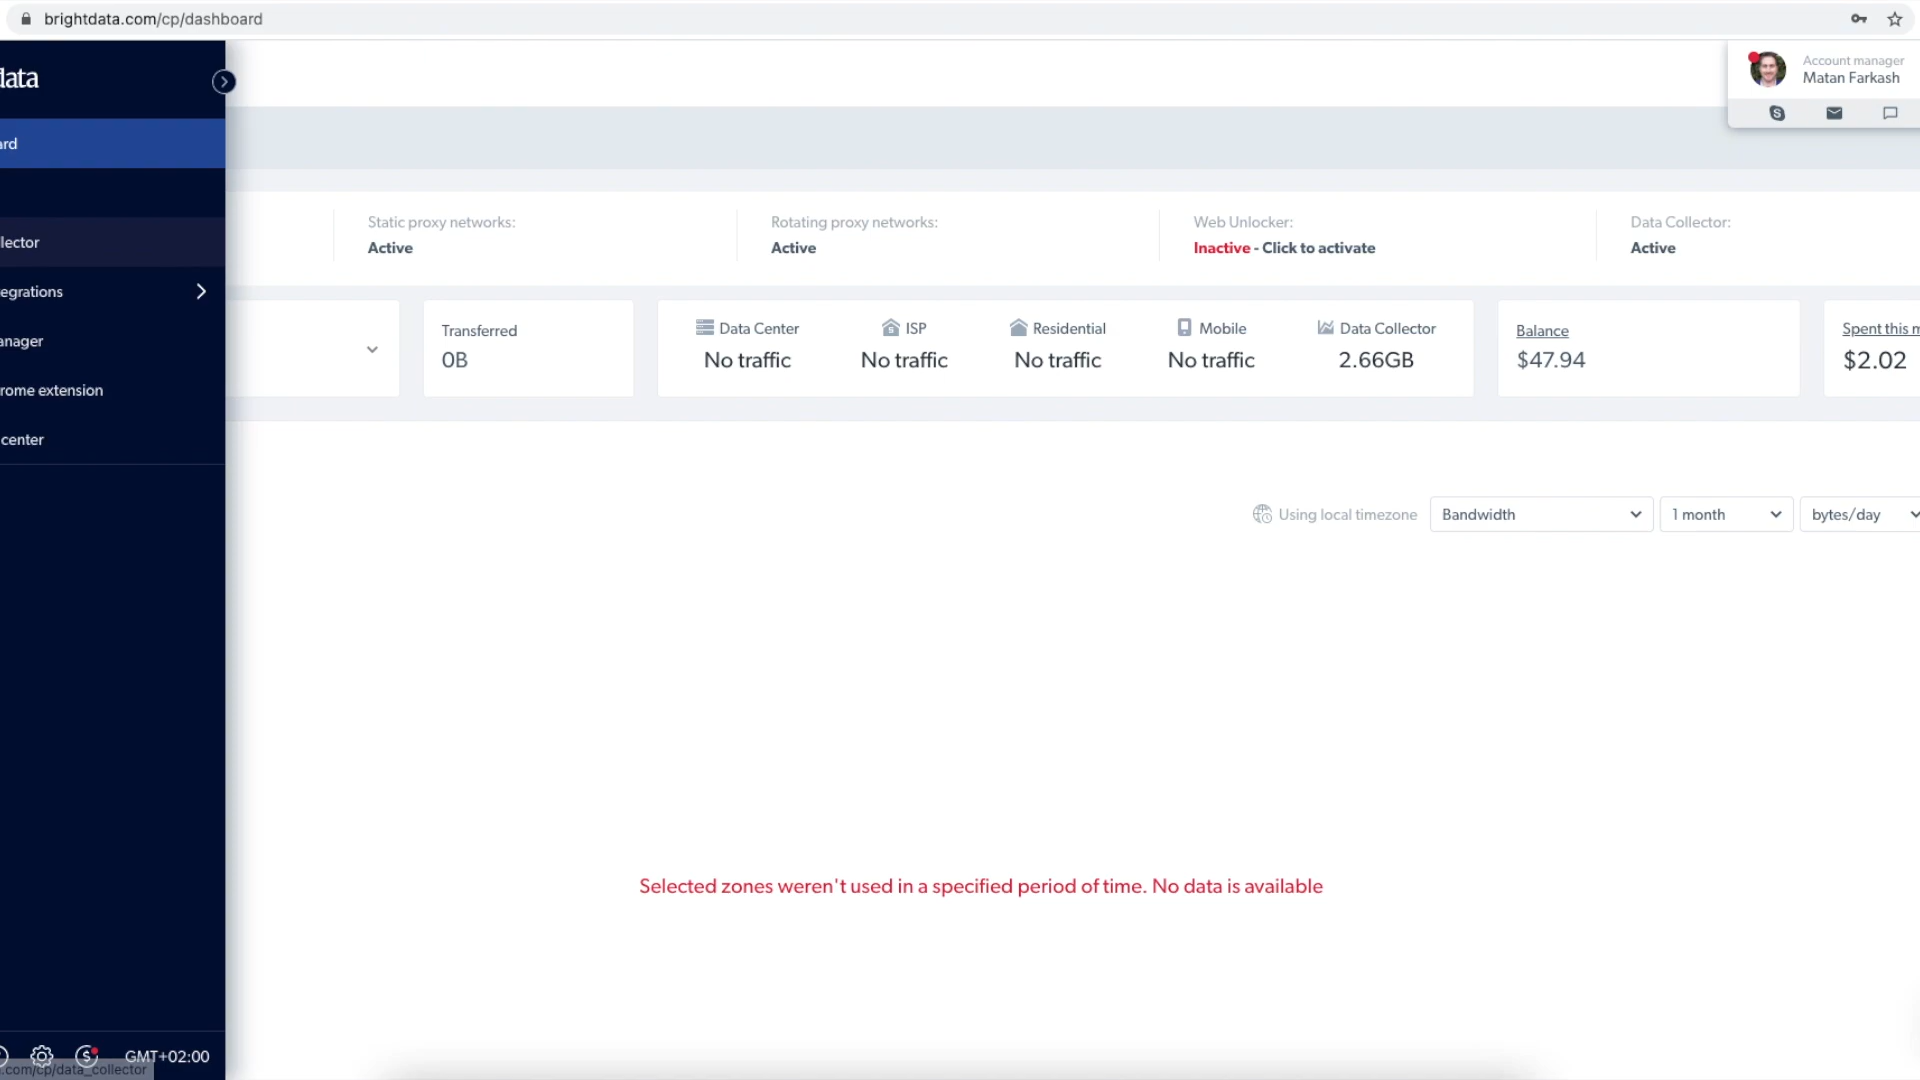 brightdata.com/cp/dashboard
data
Account manager
Matan Farkash
ard
llector
egrations
anager
rome extension
center
Static proxy networks:
Active
Rotating proxy networks:
Active
Web Unlocker:
Inactive - Click to activate
Data Collector:
Active
Transferred
0B
Data Center
No traffic
ISP
No traffic
Residential
No traffic
Mobile
No traffic
Data Collector
2.66GB
Balance
$47.94
Spent this m
$2.02
Using local timezone
Bandwidth
1 month
bytes/day
Selected zones weren't used in a specified period of time. No data is available
GMT+02:00
.com/cp/data_collector